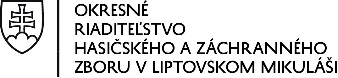 OKRESNÉ
RIADITEĽSTVO
HASIČSKÉHO A ZÁCHRANNÉHO
ZBORU V LIPTOVSKOM MIKULÁŠI